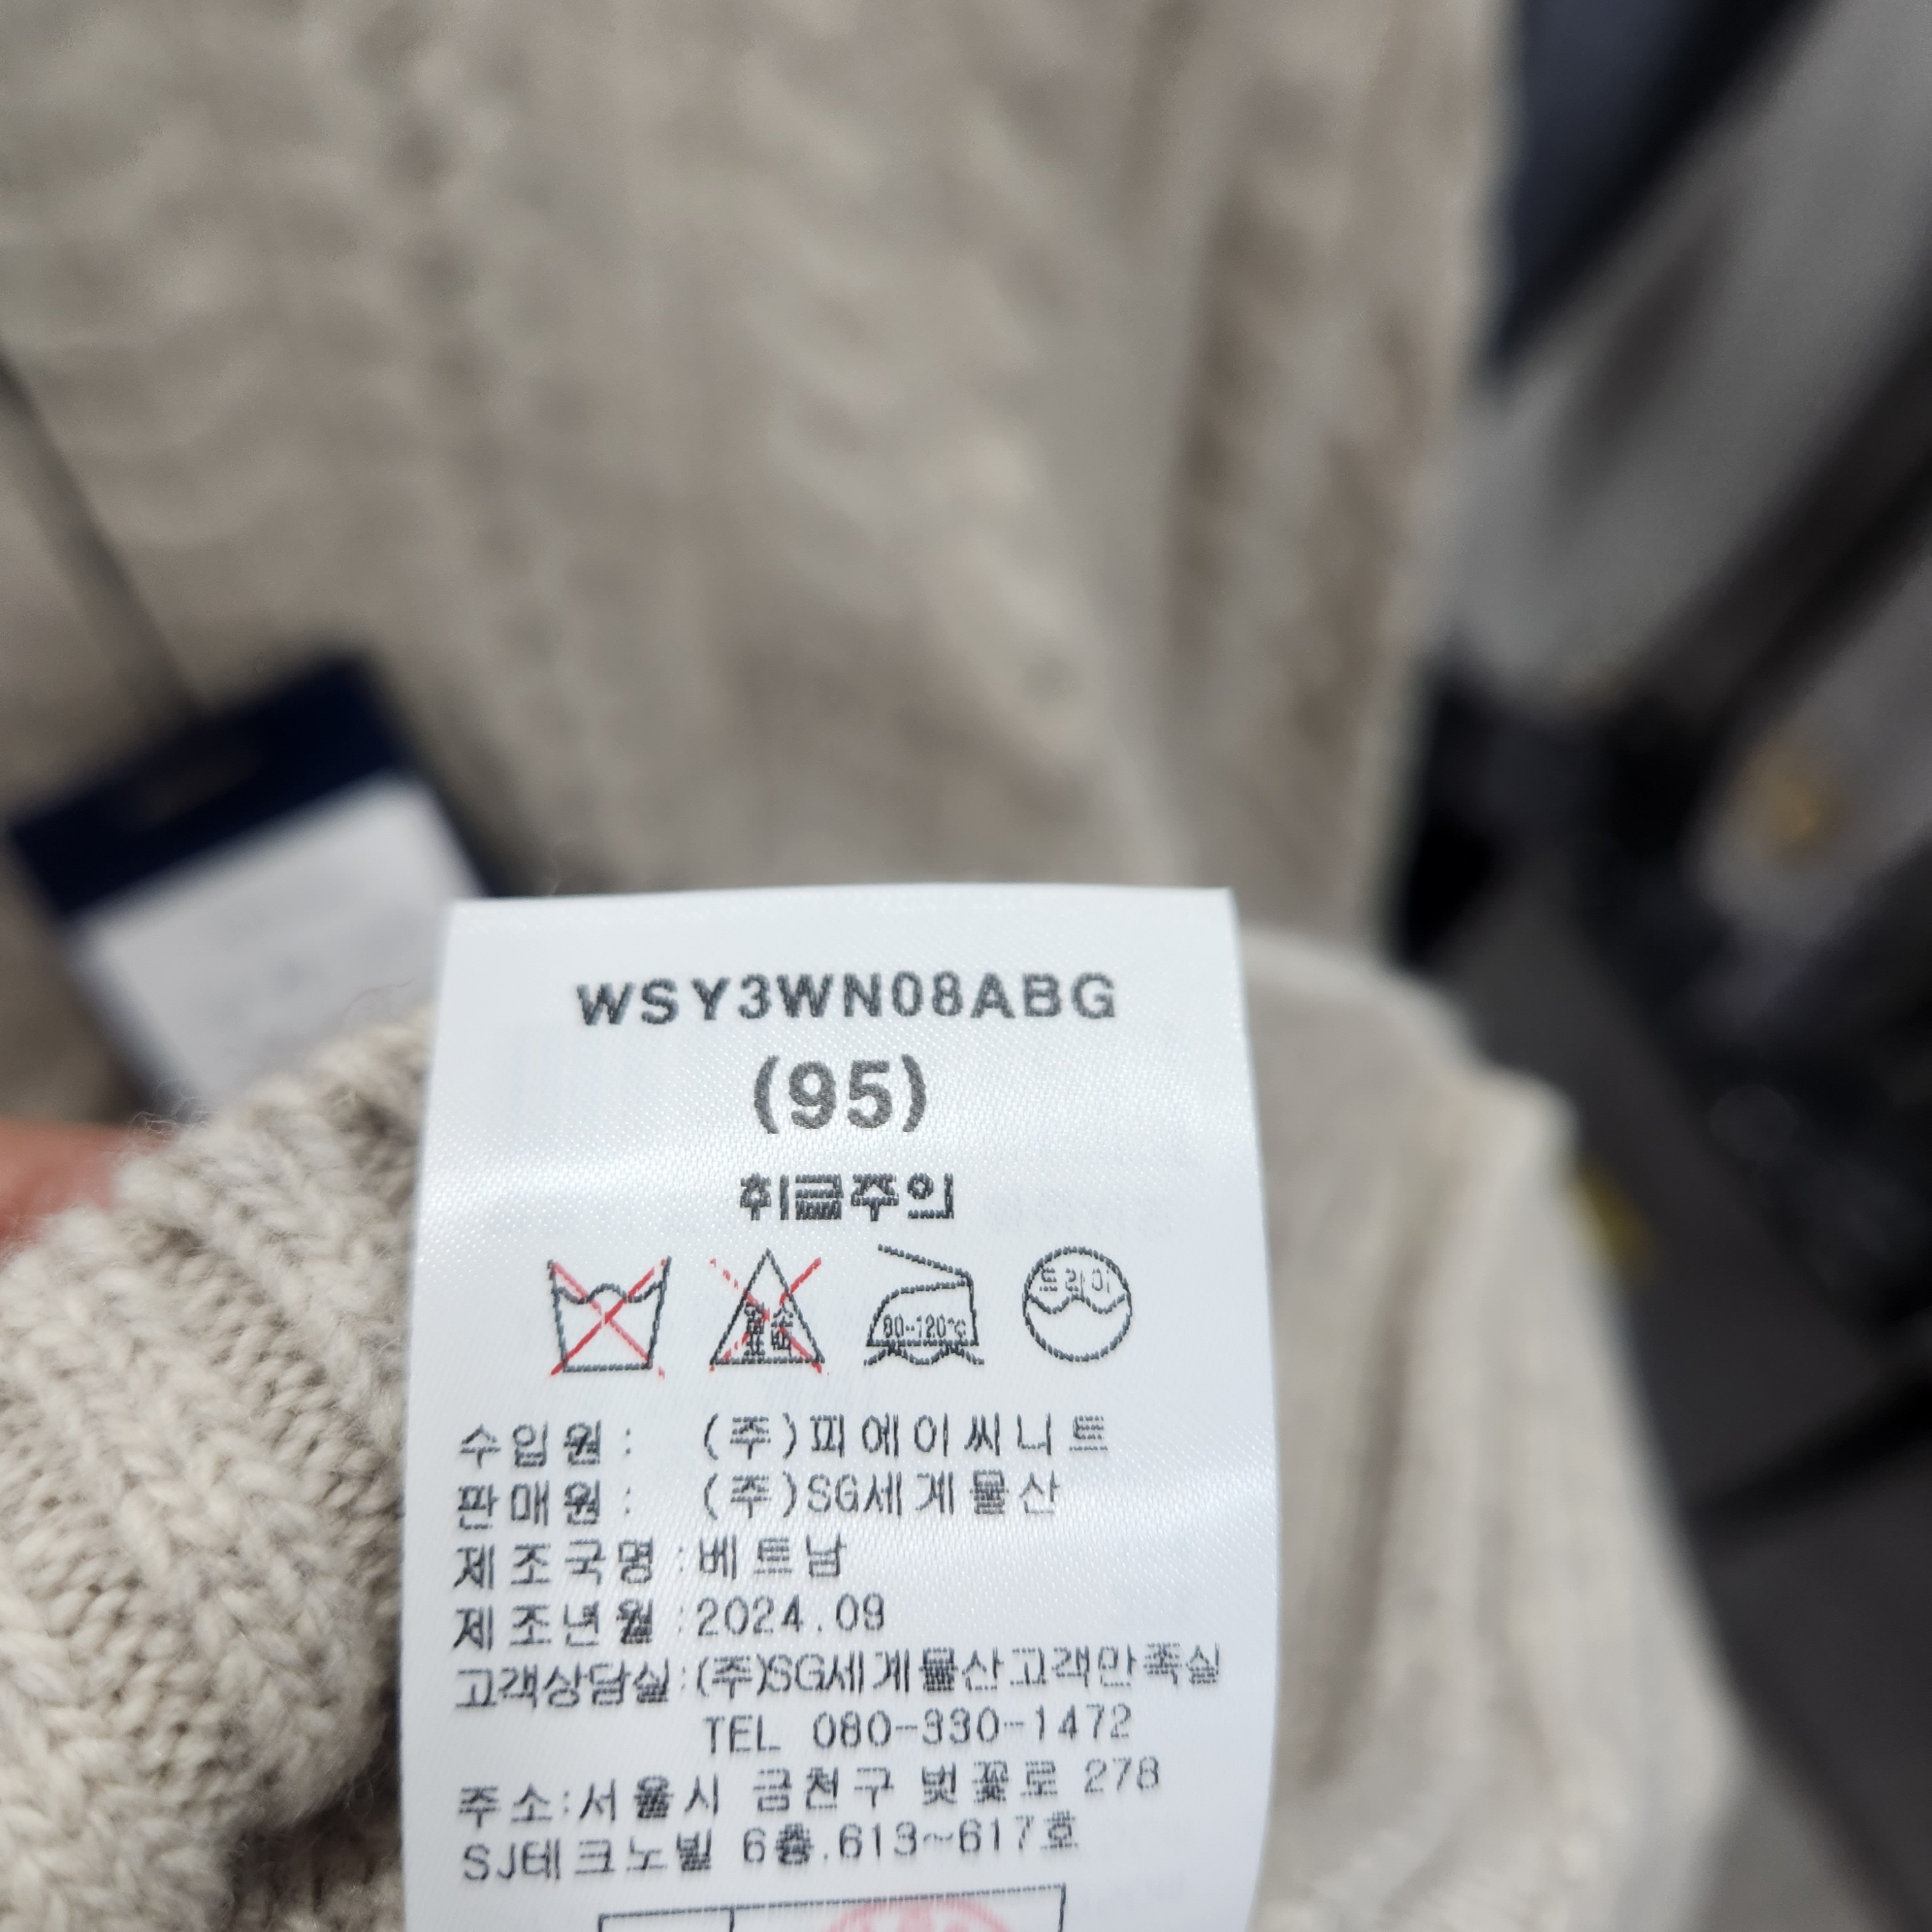 WSY3WN08ABG
(95)
취급주의
80~120℃ 드라이
수입원: (주)피에이씨니트
판매원: (주)SG세계물산
제조국명:베트남
제조년월:2024.09
고객상담실:(주)SG세계물산고객만족실
TEL 080-330-1472
주소:서울시 금천구 벚꽃로 278
SJ테크노빌 6층.613~617호